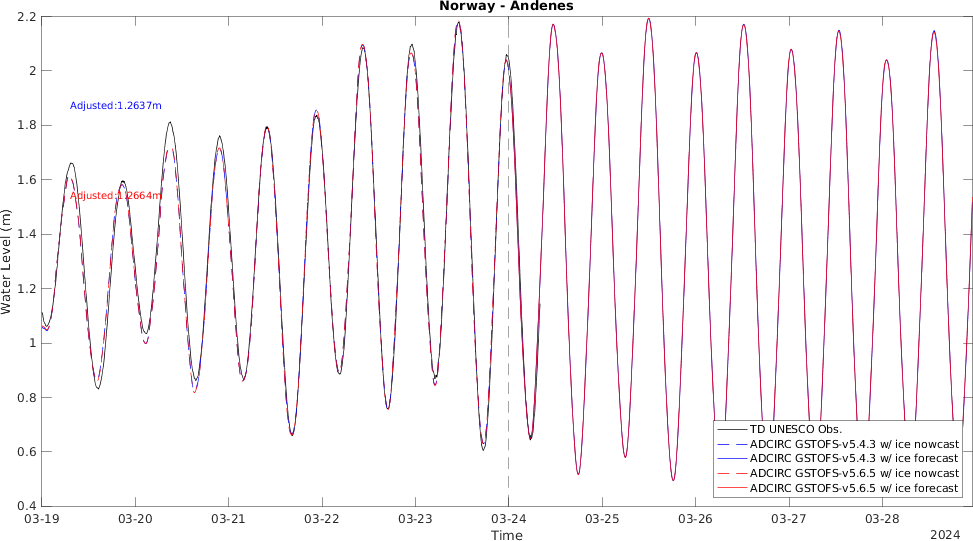 Norway - Andenes
2.2
2
1.8
1.6
1.4
1.2
1
0.8
0.6
0.4
Water Level (m)
Adjusted:1.2637m
Adjusted:1.2664m
TD UNESCO Obs.
ADCIRC GSTOFS-v5.4.3 w/ ice nowcast
ADCIRC GSTOFS-v5.4.3 w/ ice forecast
ADCIRC GSTOFS-v5.6.5 w/ ice nowcast
ADCIRC GSTOFS-v5.6.5 w/ ice forecast
03-19 03-20 03-21 03-22 03-23 03-24 03-25 03-26 03-27 03-28
Time
2024